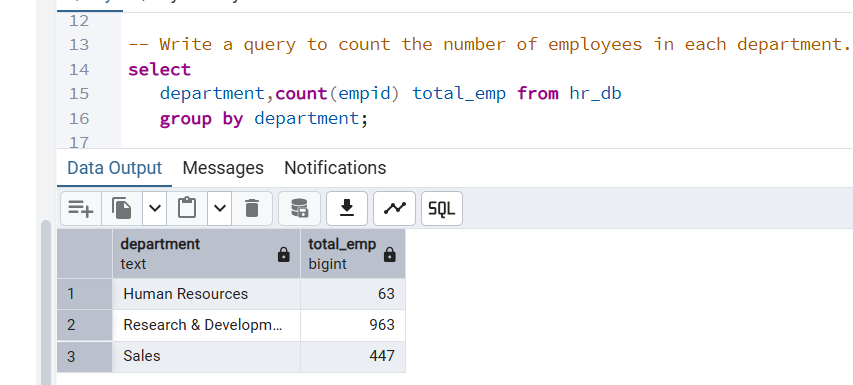 12
13 -- Write a query to count the number of employees in each department.
14 select
15 department,count(empid) total_emp from hr_db
16 group by department;
17
Data Output Messages Notifications
SQL
department total_emp
text bigint
1 Human Resources 63
2 Research & Developm... 963
3 Sales 447